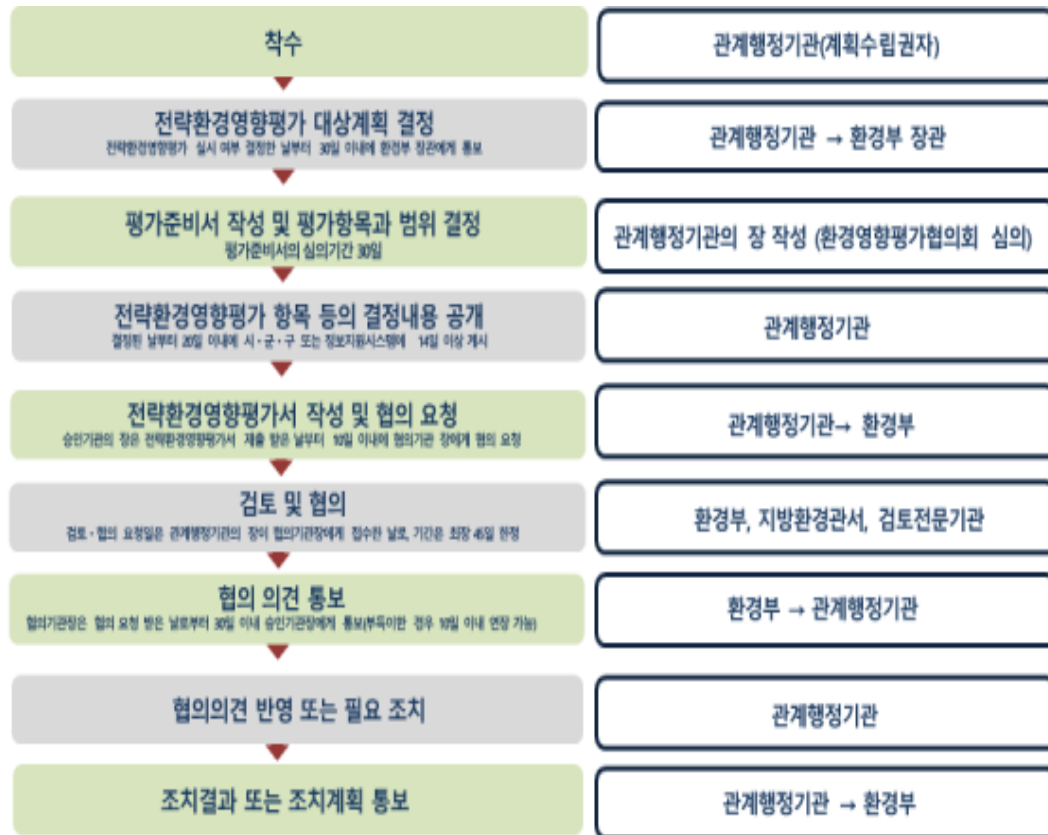 착수
관계행정기관(계획수립권자)
전략환경영향평가 대상계획 결정
전략환경영향평가 실시 여부 결정한 날부터 30일 이내에 환경부 장관에게 통보
관계행정기관 → 환경부 장관
평가준비서 작성 및 평가항목과 범위 결정
평가준비서의 심의기간 30일
관계행정기관의 장 작성 (환경영향평가협의회 심의)
전략환경영향평가 항목 등의 결정내용 공개
결정된 날부터 20일 이내에 시·군·구 또는 정보지원시스템에 14일 이상 게시
관계행정기관
전략환경영향평가서 작성 및 협의 요청
승인기관의 장은 전략환경영향평가서 제출 받은 날부터 10일 이내에 협의기관 장에게 협의 요청
관계행정기관→ 환경부
검토 및 협의
검토·협의 요청일은 관계행정기관의 장이 협의기관장에게 접수한 날로, 기간은 최장 45일 한정
환경부, 지방환경관서, 검토전문기관
협의 의견 통보
협의기관장은 협의 요청 받은 날로부터 30일 이내 승인기관장에게 통보(부득이한 경우 10일 이내 연장 가능)
환경부 → 관계행정기관
협의의견 반영 또는 필요 조치
관계행정기관
조치결과 또는 조치계획 통보
관계행정기관 → 환경부